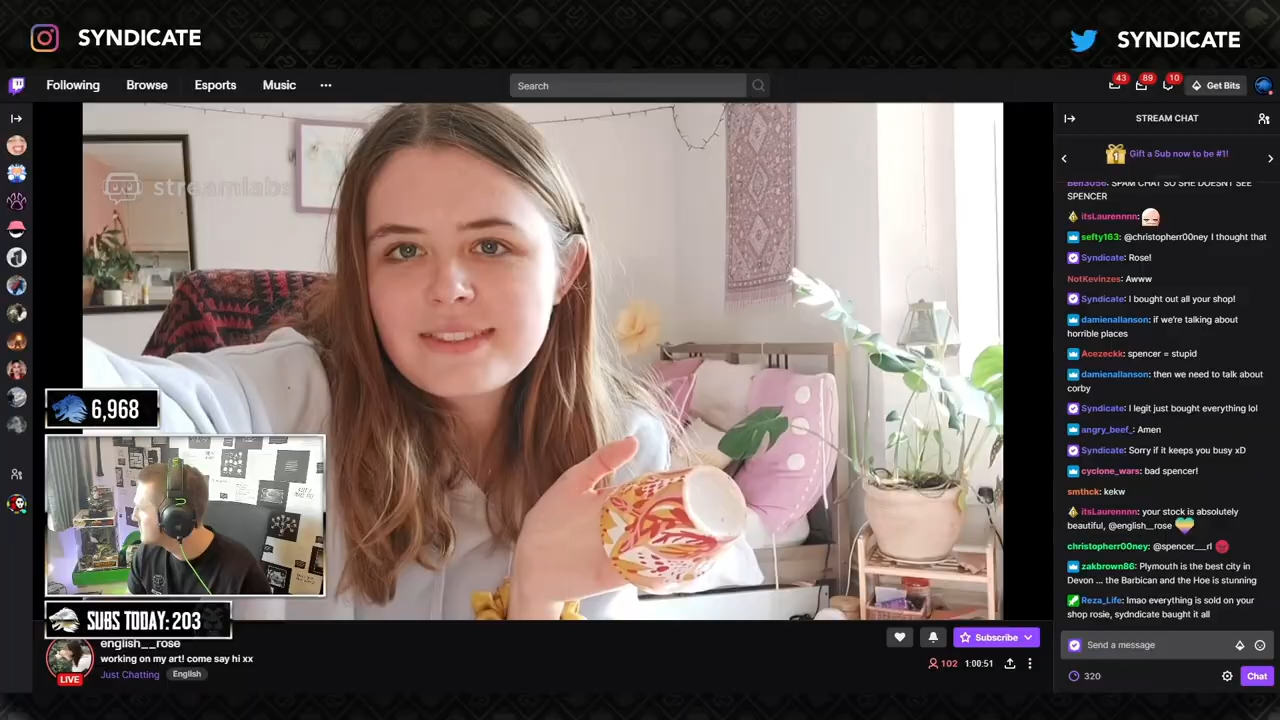 SYNDICATE
SYNDICATE
Following
Browse
Esports
Music
Search
43
89
10
Get Bits
STREAM CHAT
1
Gift a Sub now to be #1!
streamlabs
Ben3056: SPAM CHAT SO SHE DOESNT SEE
SPENCER
itsLaurennnn:
sefty163: @christopherr00ney I thought that
Syndicate: Rose!
NotKevinzes: Awww
Syndicate: I bought out all your shop!
damienallanson: if we're talking about
horrible places
Acezeckk: spencer = stupid
damienallanson: then we need to talk about
corby
Syndicate: I legit just bought everything lol
angry_beef_: Amen
Syndicate: Sorry if it keeps you busy xD
cyclone_wars: bad spencer!
smthck: kekw
itsLaurennnn: your stock is absolutely
beautiful, @english__rose
christopherr00ney: @spencer__rl
zakbrown86: Plymouth is the best city in
Devon ... the Barbican and the Hoe is stunning
Reza_Life: lmao everything is sold on your
shop rosie, sydndicate baught it all
Send a message
320
Chat
6,968
SUBS TODAY: 203
english__rose
working on my art! come say hi xx
Just Chatting
English
LIVE
Subscribe
102
1:00:51